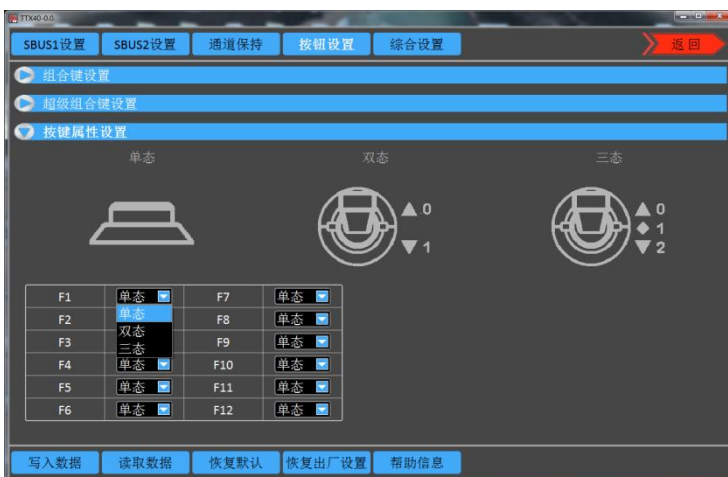 TTX40-0.0
SBUS1设置 SBUS2设置 通道保持 按钮设置 综合设置 返回
组合键设置
超级组合键设置
按键属性设置
单态 双态 三态
0 0
1
1 2
F1 单态 F7 单态
单态
F2 F8 单态
双态
F3 F9 单态
三态
F4 单态 F10 单态
F5 单态 F11 单态
F6 单态 F12 单态
写入数据 读取数据 恢复默认 恢复出厂设置 帮助信息